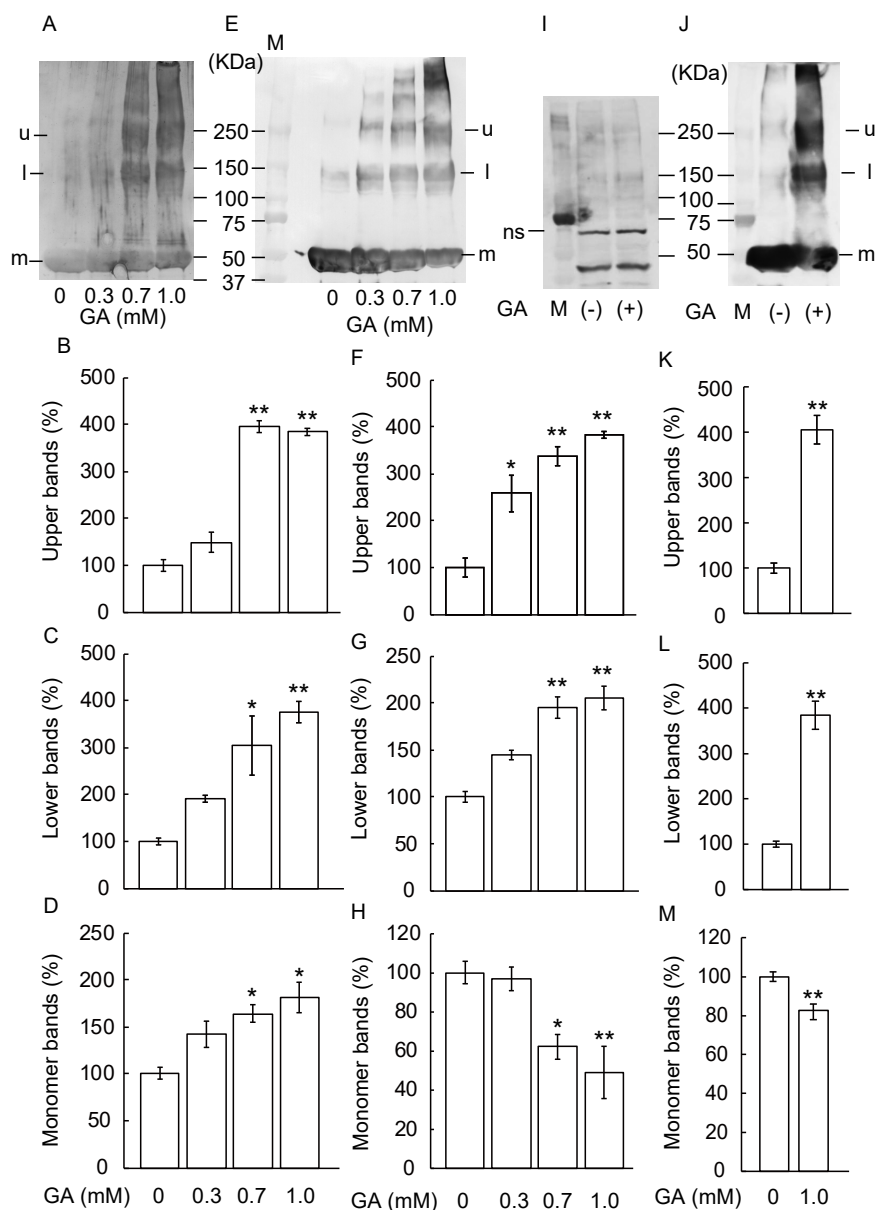 A
u
l
m
0 0.3 0.7 1.0
GA (mM)
E
M
(KDa)
250
150
100
75
50
37
u
l
m
0 0.3 0.7 1.0
GA (mM)
I
ns
GA M (-) (+)
J
(KDa)
250
150
100
75
50
u
l
m
GA M (-) (+)
B
Upper bands (%)
500
400
300
200
100
0
** **
C
Lower bands (%)
500
400
300
200
100
0
* **
D
Monomer bands (%)
250
200
150
100
50
0
* *
GA (mM) 0 0.3 0.7 1.0
F
Upper bands (%)
500
400
300
200
100
0
* ** **
G
Lower bands (%)
250
200
150
100
50
0
** **
H
Monomer bands (%)
120
100
80
60
40
20
0
* **
GA (mM) 0 0.3 0.7 1.0
K
Upper bands (%)
500
400
300
200
100
0
**
L
Lower bands (%)
500
400
300
200
100
0
**
M
Monomer bands (%)
120
100
80
60
40
20
0
**
GA (mM) 0 1.0